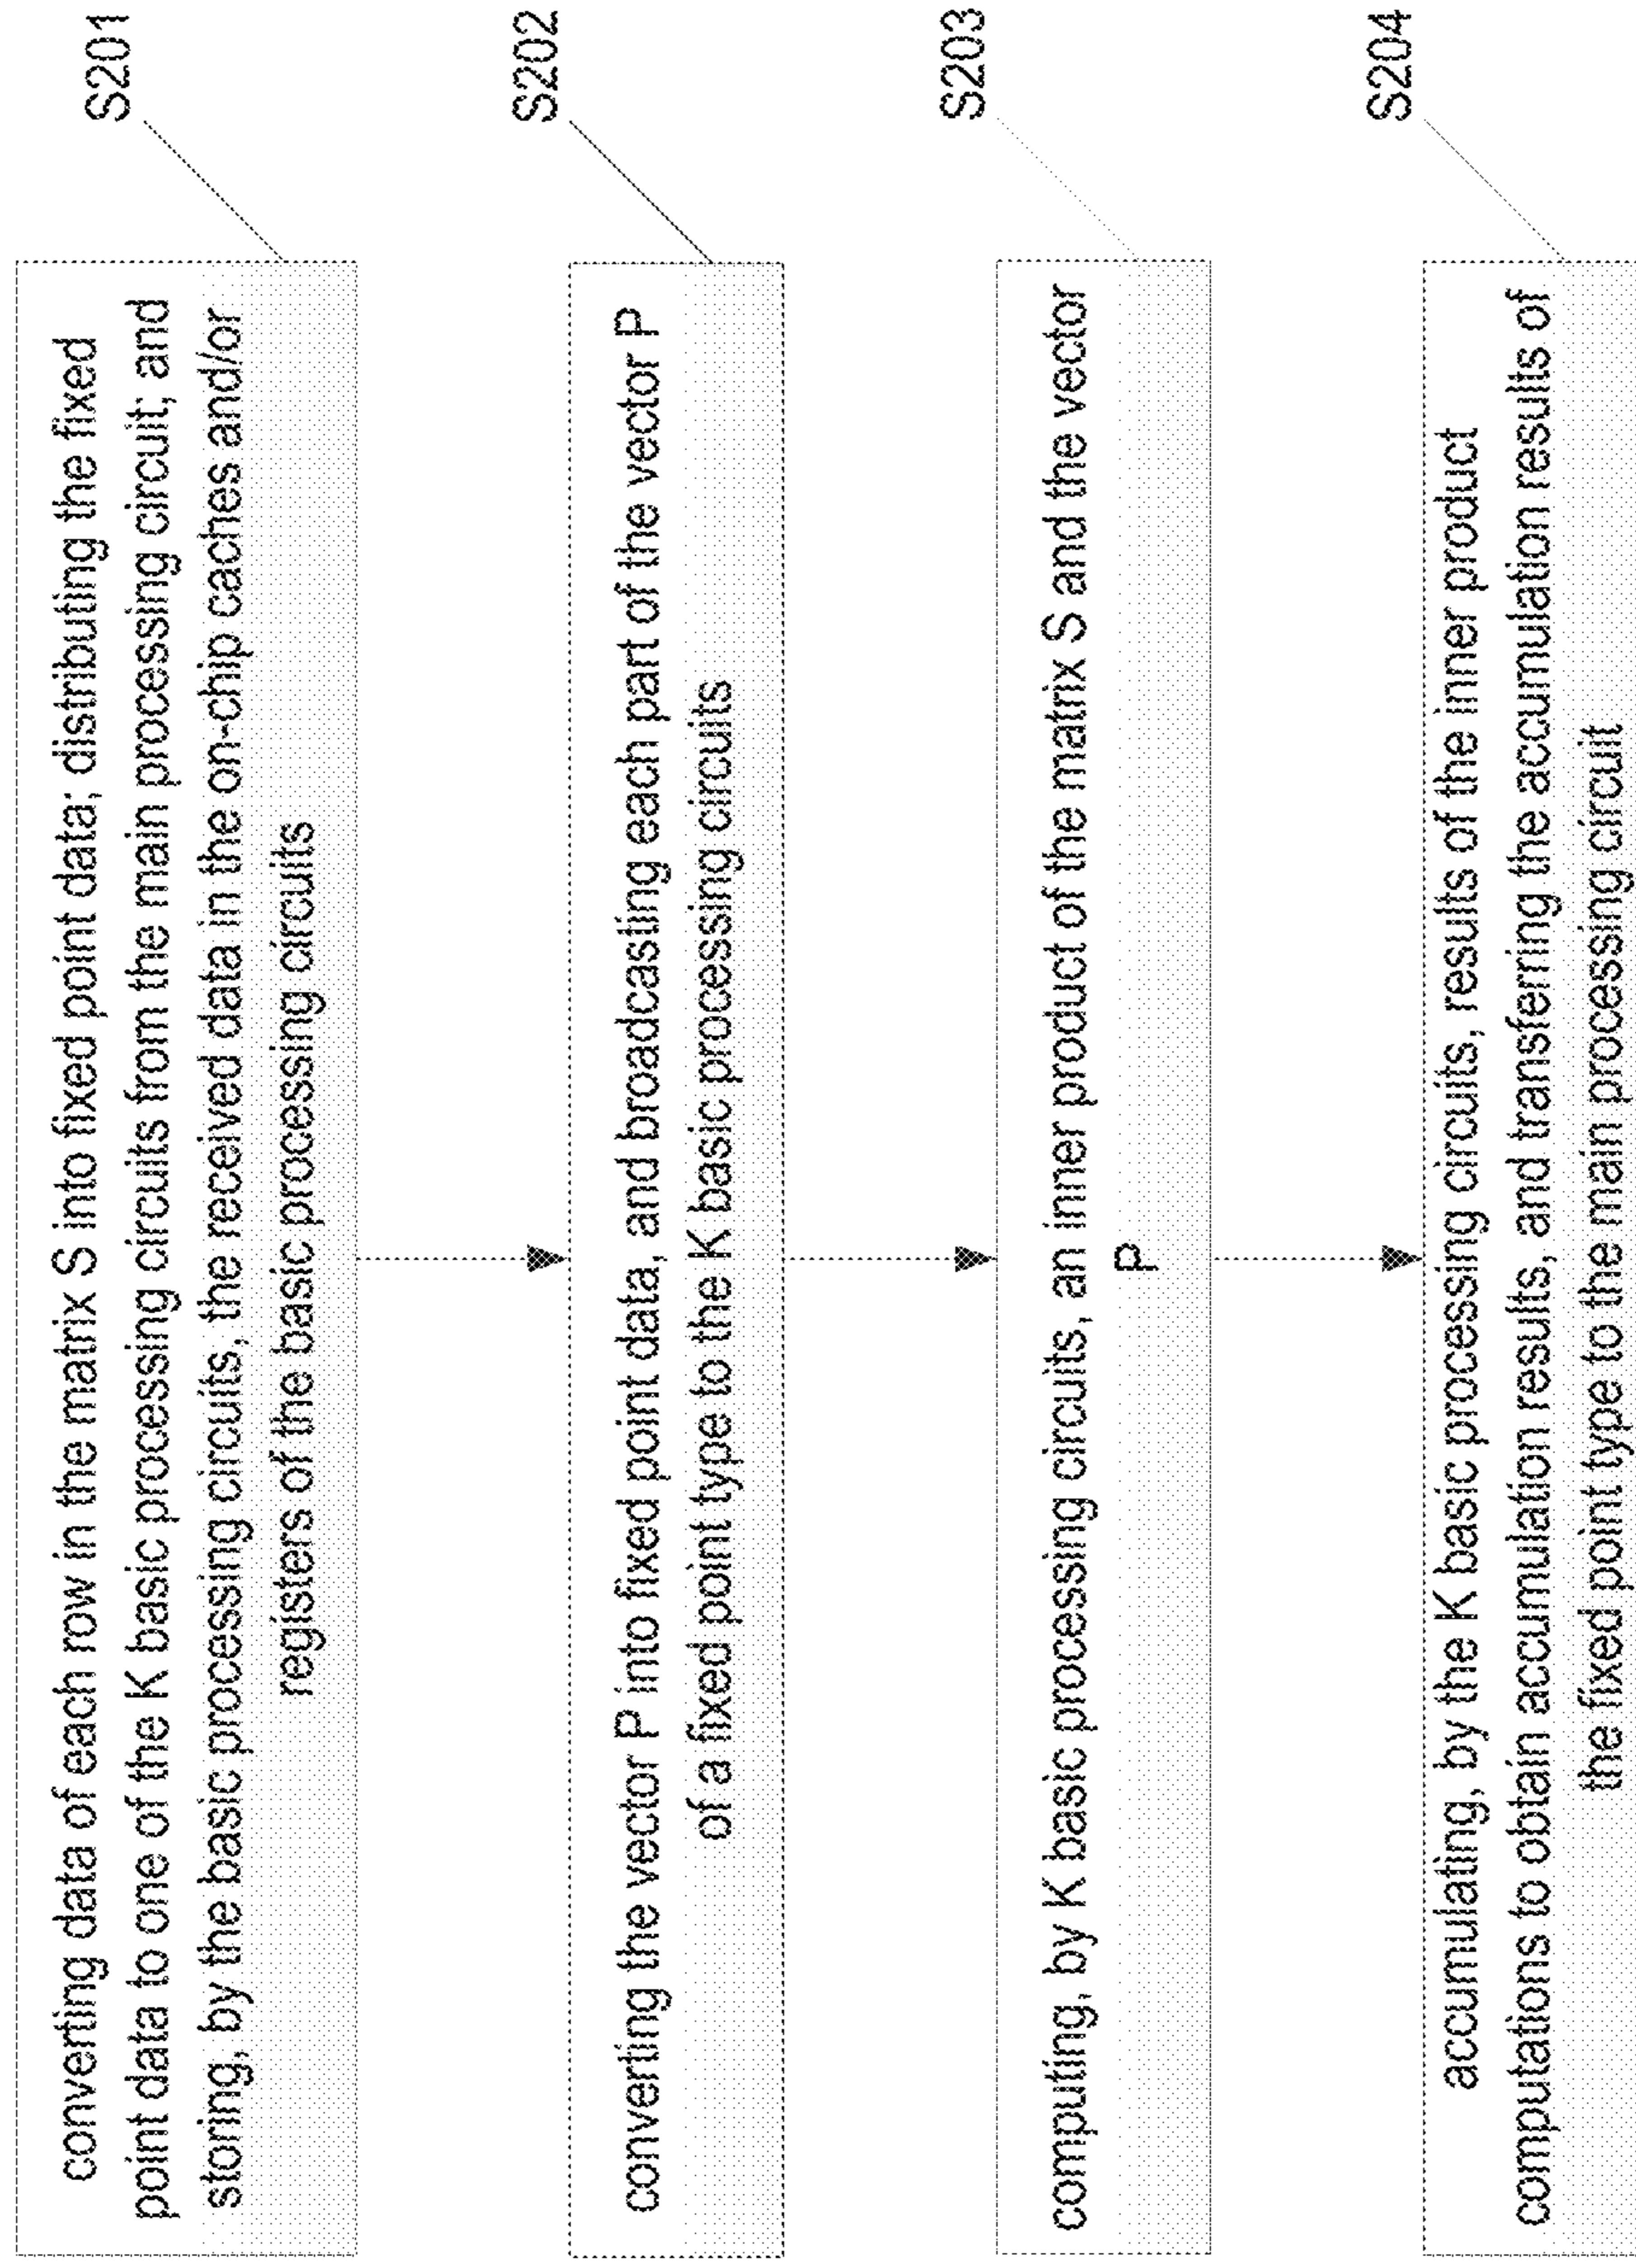 converting data of each row in the matrix S into fixed point data; distributing the fixed
point data to one of the K basic processing circuits from the main processing circuit; and
storing, by the basic processing circuits, the received data in the on-chip caches and/or
registers of the basic processing circuits
S201
converting the vector P into fixed point data, and broadcasting each part of the vector P
of a fixed point type to the K basic processing circuits
S202
computing, by K basic processing circuits, an inner product of the matrix S and the vector
P
S203
accumulating, by the K basic processing circuits, results of the inner product
computations to obtain accumulation results, and transferring the accumulation results of
the fixed point type to the main processing circuit
S204